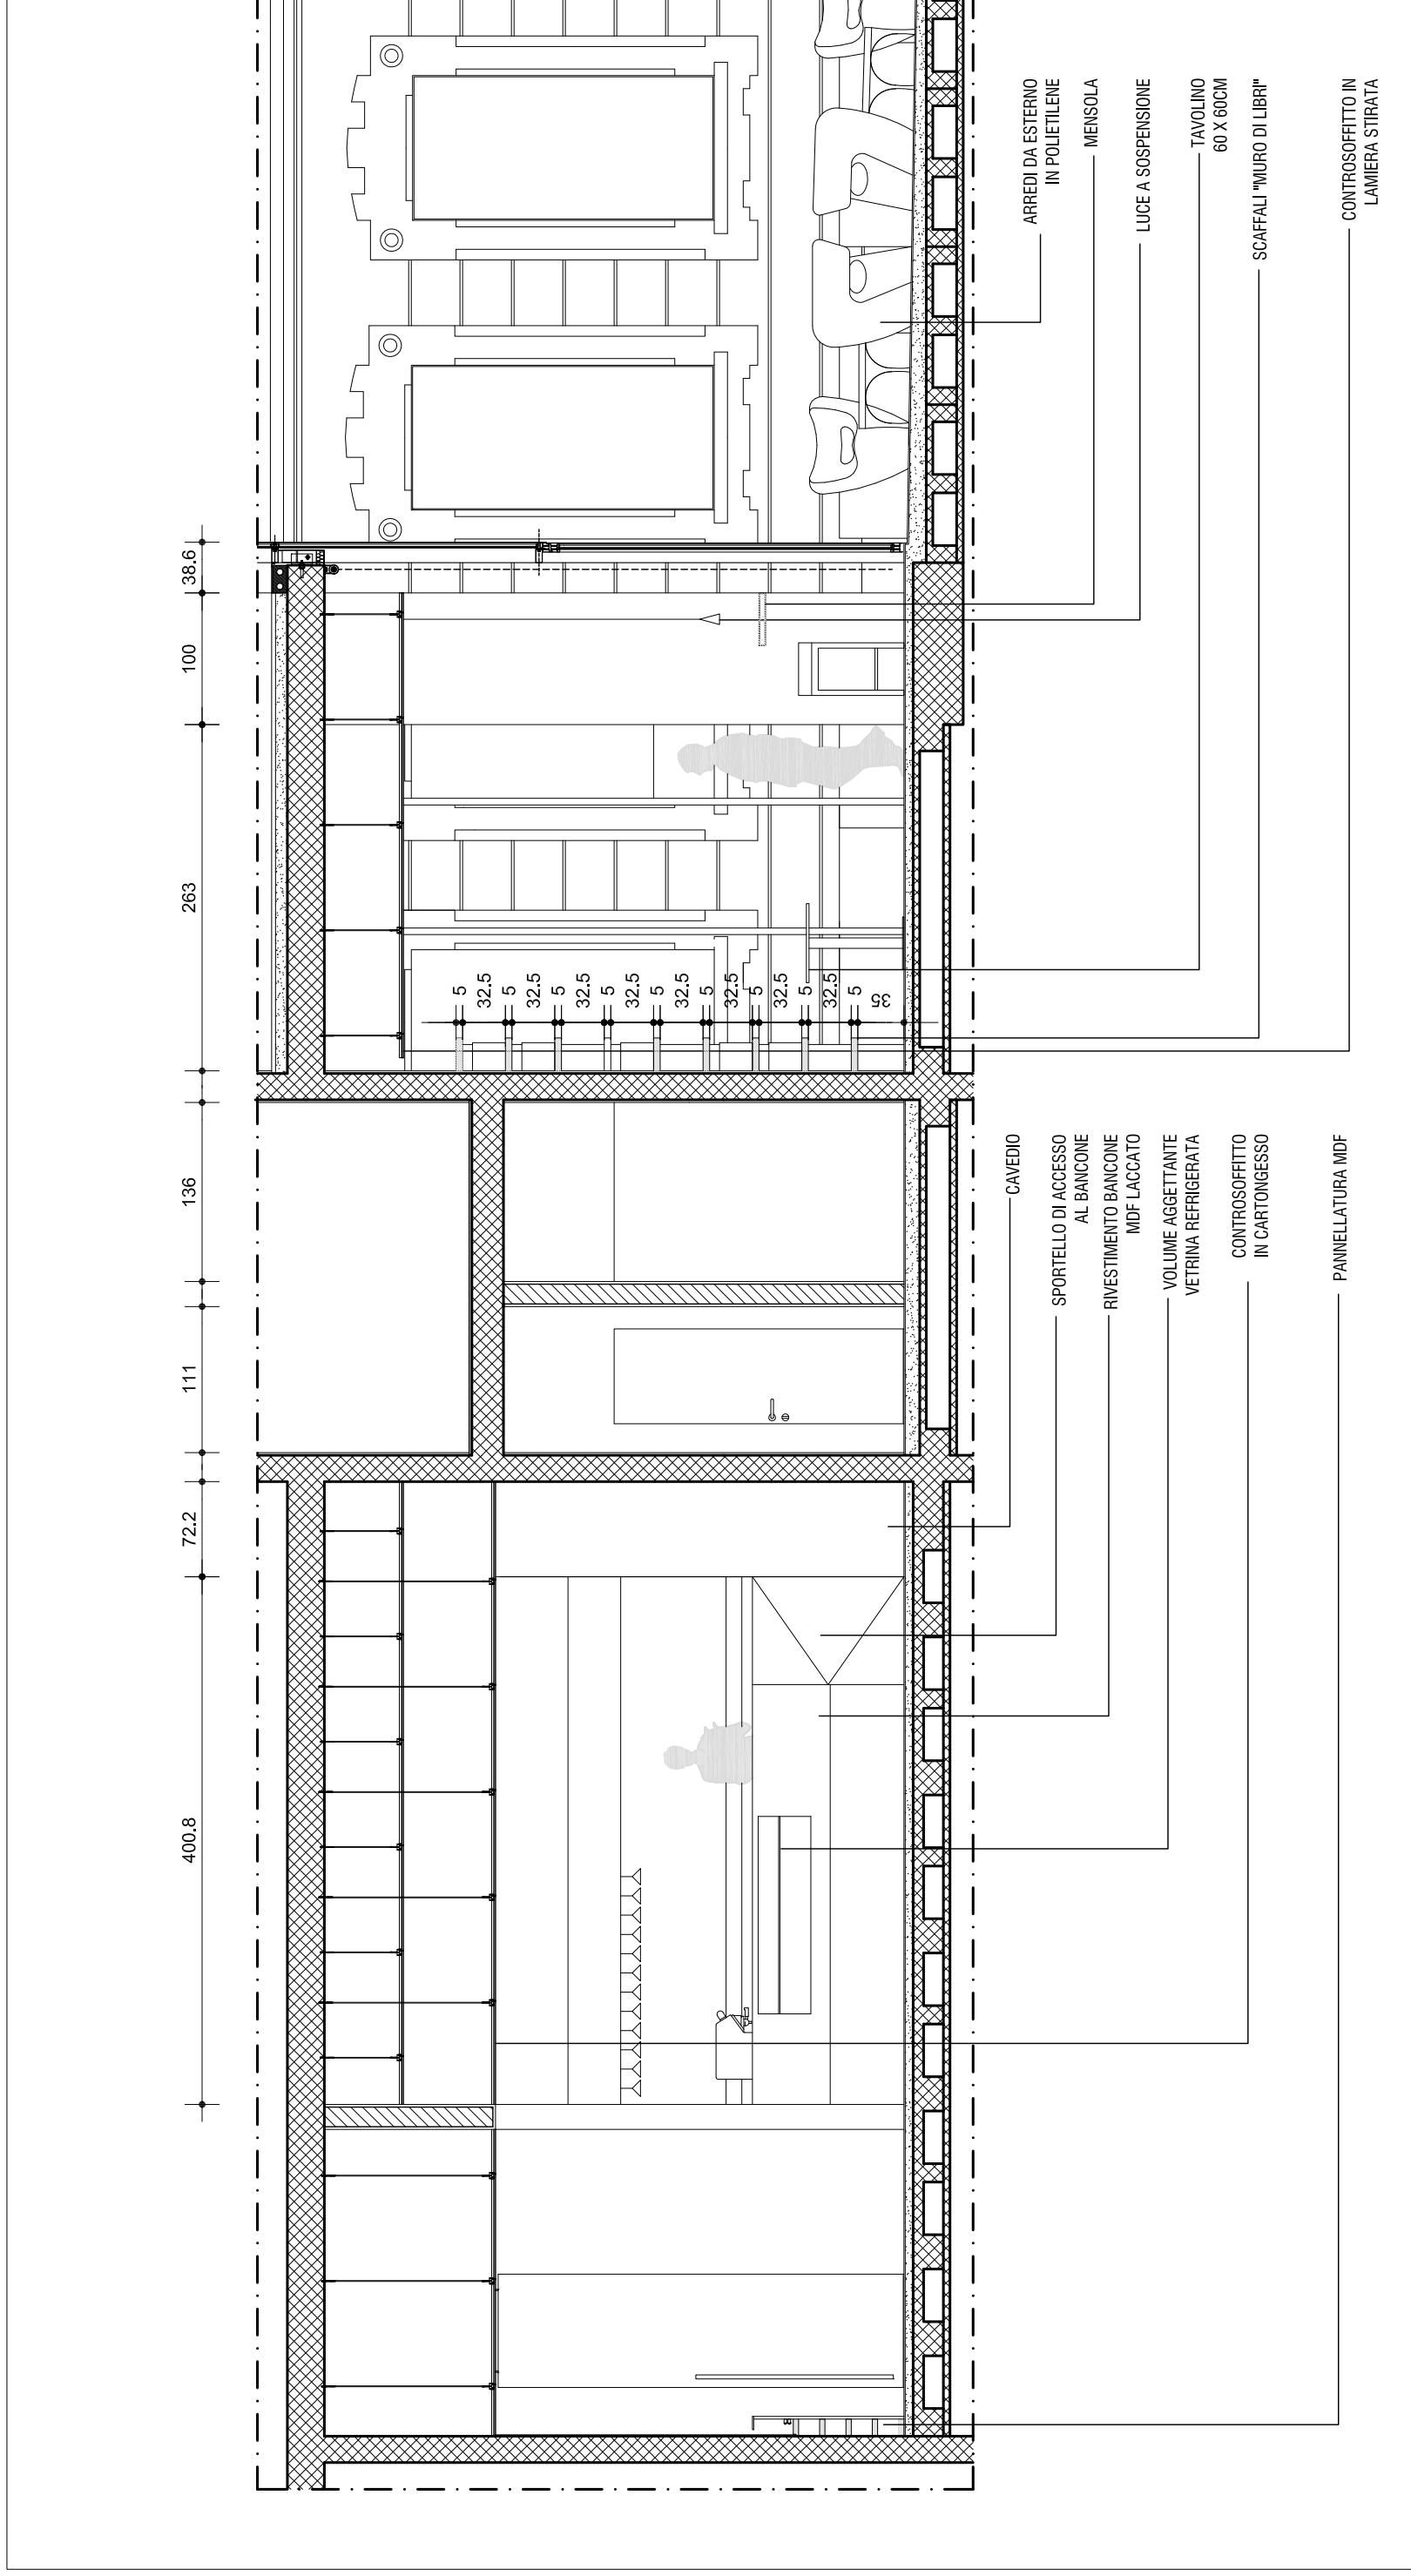 400.8
72.2
111
136
263
100
38.6
5
32.5
5
32.5
5
32.5
5
32.5
5
32.5
5
32.5
5
32.5
5
32.5
5
35
CAVEDIO
SPORTELLO DI ACCESSO
AL BANCONE
RIVESTIMENTO BANCONE
MDF LACCATO
VOLUME AGGETTANTE
VETRINA REFRIGERATA
CONTROSOFFITTO
IN CARTONGESSO
PANNELLATURA MDF
ARREDI DA ESTERNO
IN POLIETILENE
MENSOLA
LUCE A SOSPENSIONE
TAVOLINO
60 X 60CM
SCAFFALI "MURO DI LIBRI"
CONTROSOFFITTO IN
LAMIERA STIRATA